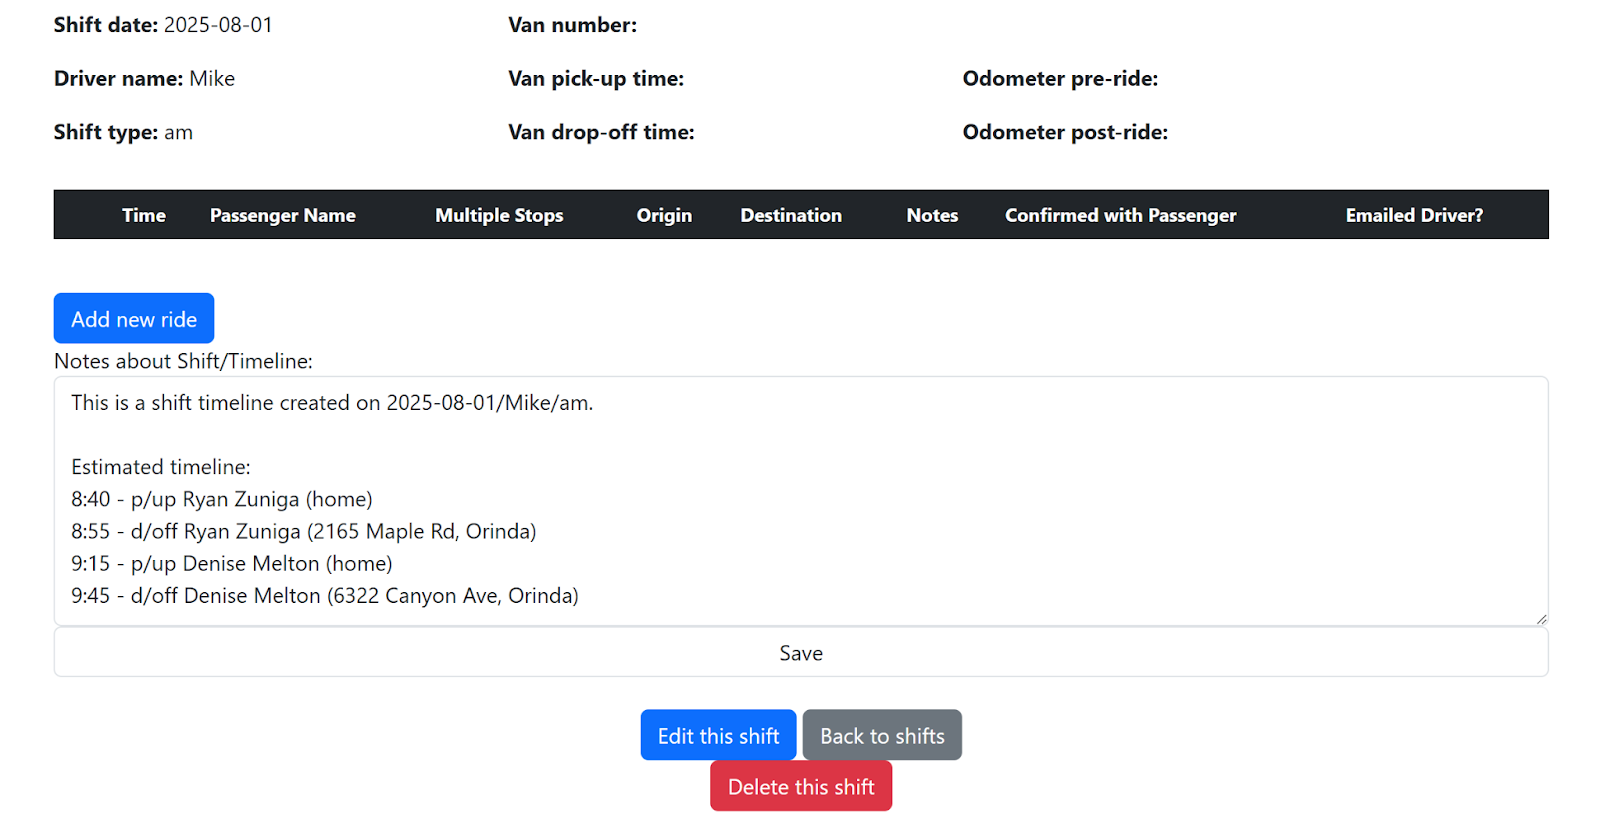 Shift date: 2025-08-01
Van number:
Driver name: Mike
Van pick-up time:
Odometer pre-ride:
Shift type: am
Van drop-off time:
Odometer post-ride:
Time Passenger Name Multiple Stops Origin Destination Notes Confirmed with Passenger Emailed Driver?
Add new ride
Notes about Shift/Timeline:
This is a shift timeline created on 2025-08-01/Mike/am.
Estimated timeline:
8:40 - p/up Ryan Zuniga (home)
8:55 - d/off Ryan Zuniga (2165 Maple Rd, Orinda)
9:15 - p/up Denise Melton (home)
9:45 - d/off Denise Melton (6322 Canyon Ave, Orinda)
Save
Edit this shift
Back to shifts
Delete this shift